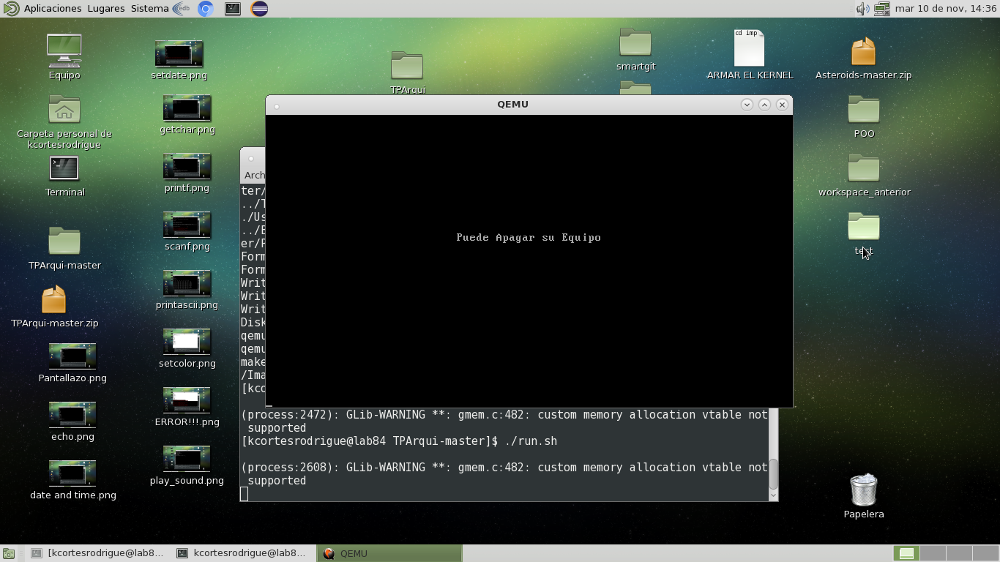 Aplicaciones Lugares Sistema edb
mar 10 de nov, 14:36
Equipo
setdate.png
TPArqui
smartgit
cd imp
ARMAR EL KERNEL
Asteroids-master.zip
Carpeta personal de
kcortesrodrigue
getchar.png
POO
Terminal
printf.png
workspace_anterior
TPArqui-master
scanf.png
test
TPArqui-master.zip
printascii.png
Pantallazo.png
setcolor.png
echo.png
ERROR!!!.png
date and time.png
play_sound.png
Papelera
QEMU
Puede Apagar su Equipo
Arch
ter/
../T
./Us
../B
er/P
Form
Form
Writ
Writ
Writ
Disk
qemu
qemu
make
/Ima
[kco
(process:2472): GLib-WARNING **: gmem.c:482: custom memory allocation vtable not
supported
[kcortesrodrigue@lab84 TPArqui-master]$ ./run.sh
(process:2608): GLib-WARNING **: gmem.c:482: custom memory allocation vtable not
supported
[kcortesrodrigue@lab8...
kcortesrodrigue@lab8...
QEMU